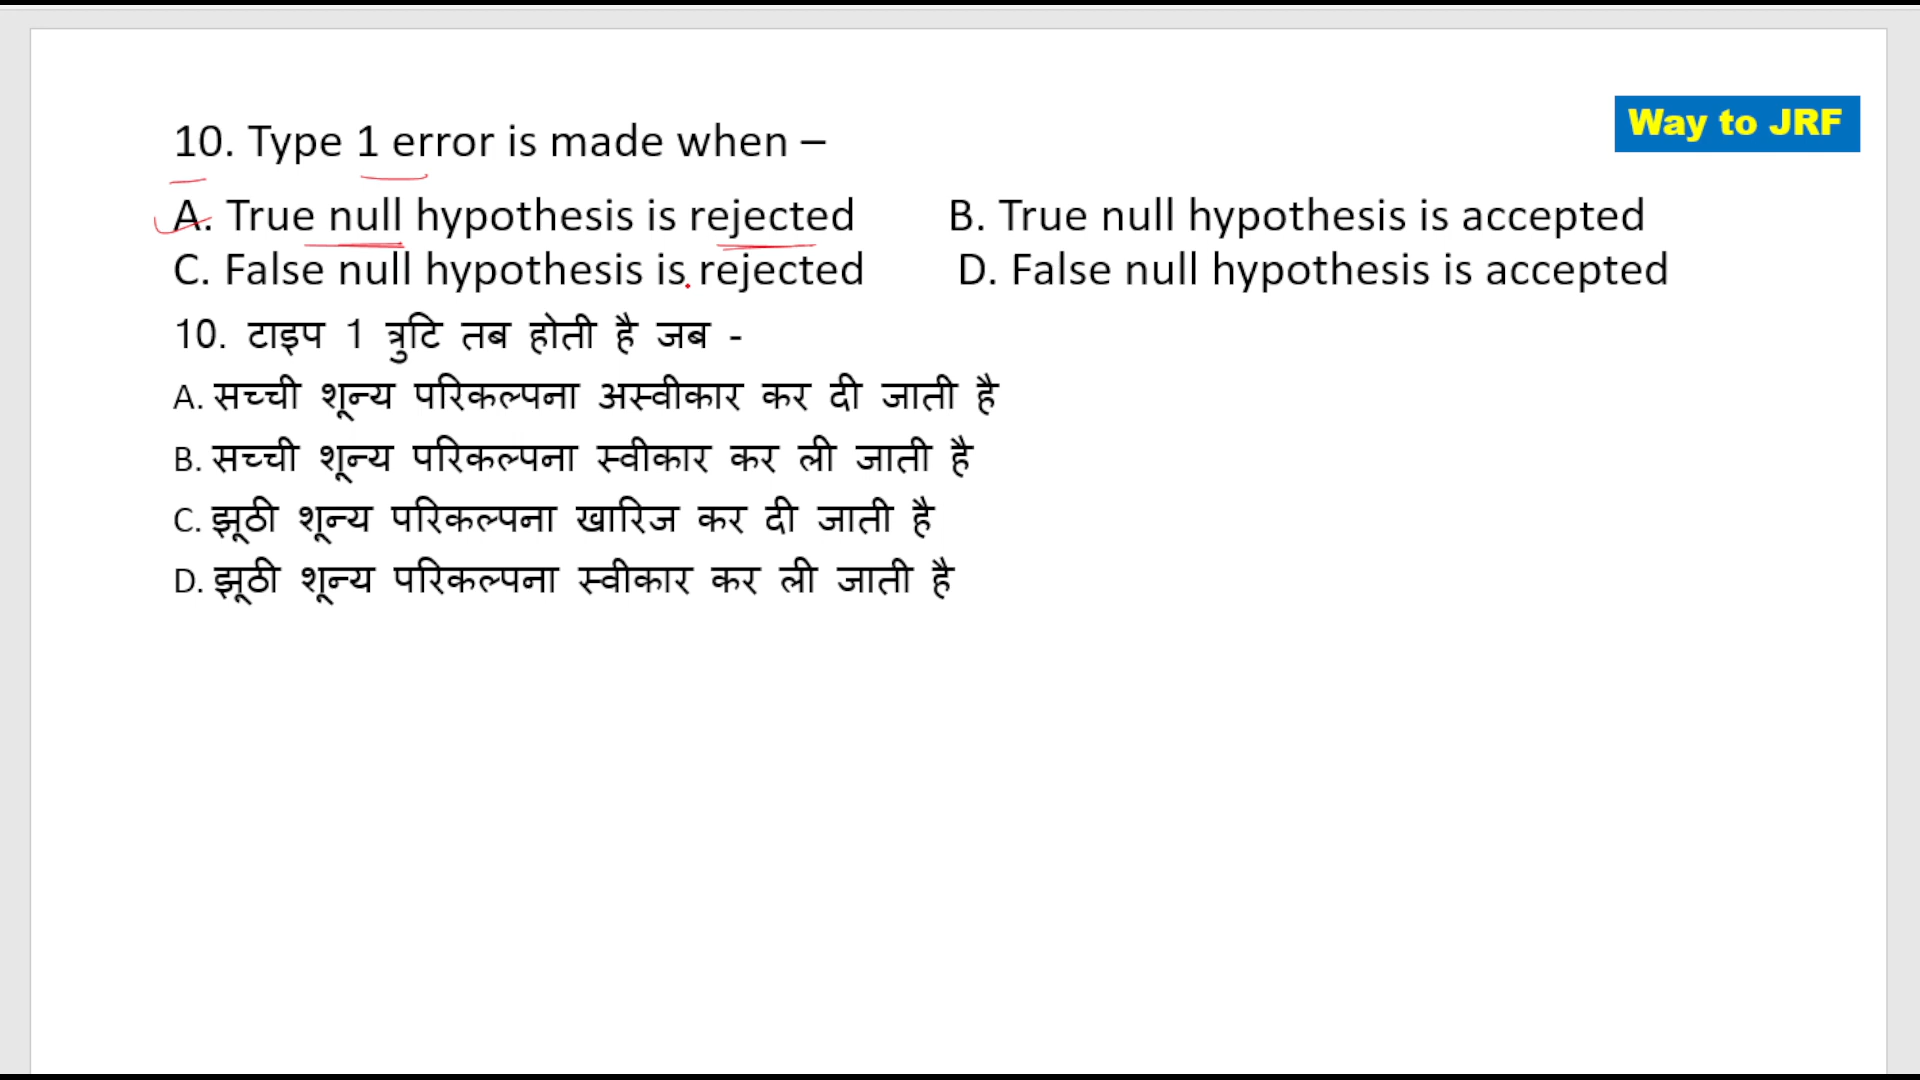 Way to JRF
10. Type 1 error is made when –
A. True null hypothesis is rejected B. True null hypothesis is accepted
C. False null hypothesis is rejected D. False null hypothesis is accepted
10. टाइप 1 त्रुटि तब होती है जब -
A. सच्ची शून्य परिकल्पना अस्वीकार कर दी जाती है
B. सच्ची शून्य परिकल्पना स्वीकार कर ली जाती है
C. झूठी शून्य परिकल्पना खारिज कर दी जाती है
D. झूठी शून्य परिकल्पना स्वीकार कर ली जाती है